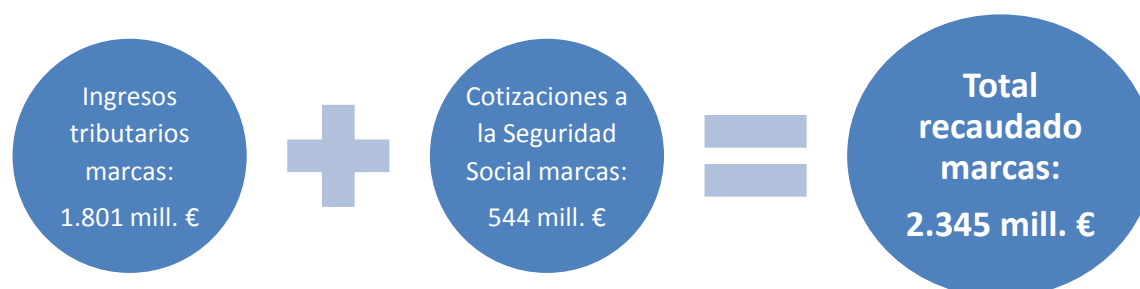 Ingresos
tributarios
marcas:
1.801 mill. €
Cotizaciones a
la Seguridad
Social marcas:
544 mill. €
Total
recaudado
marcas:
2.345 mill. €